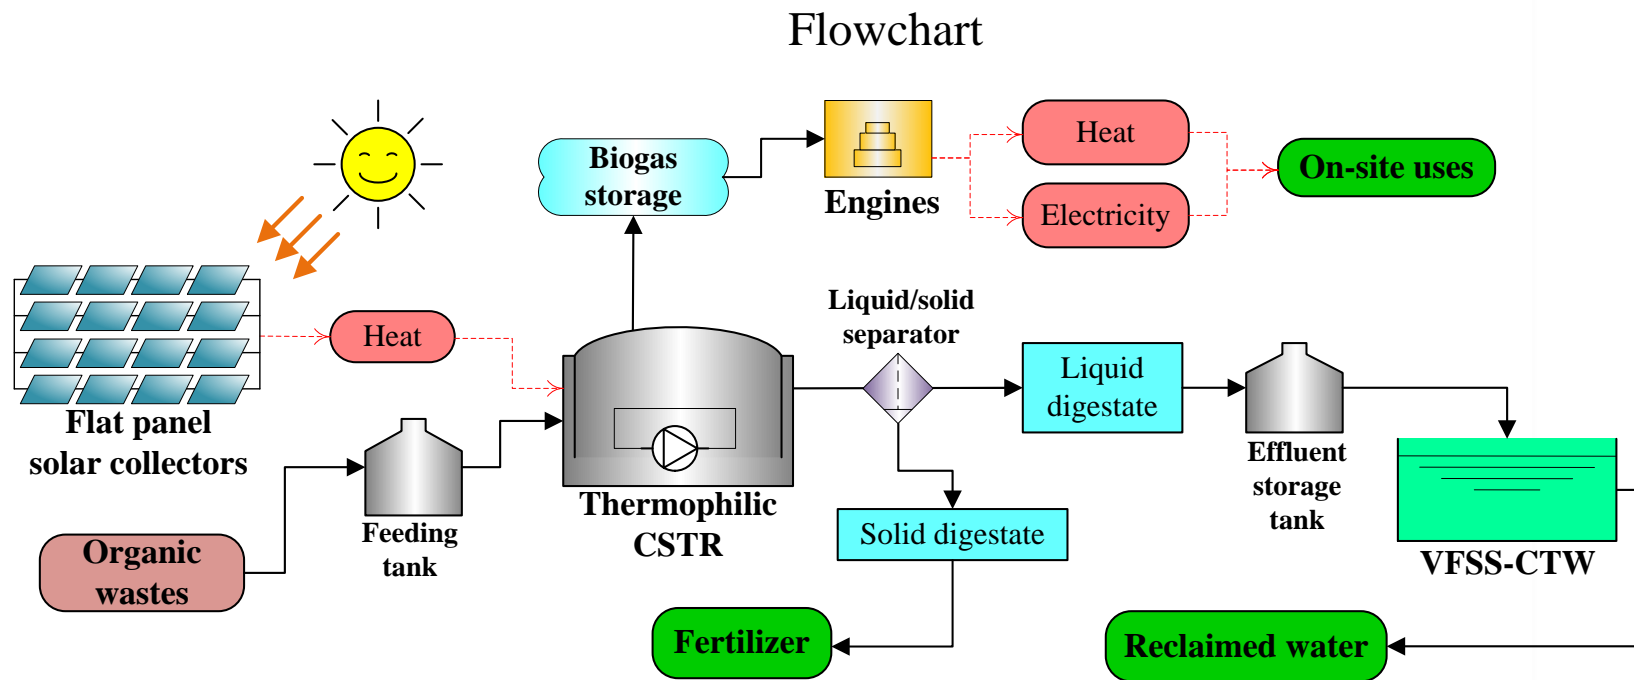 Flowchart
Biogas
storage
Engines
Heat
Electricity
On-site uses
Flat panel
solar collectors
Heat
Liquid/solid
separator
Liquid
digestate
Effluent
storage
tank
Thermophilic
CSTR
Feeding
tank
Organic
wastes
Solid digestate
VFSS-CTW
Fertilizer
Reclaimed water